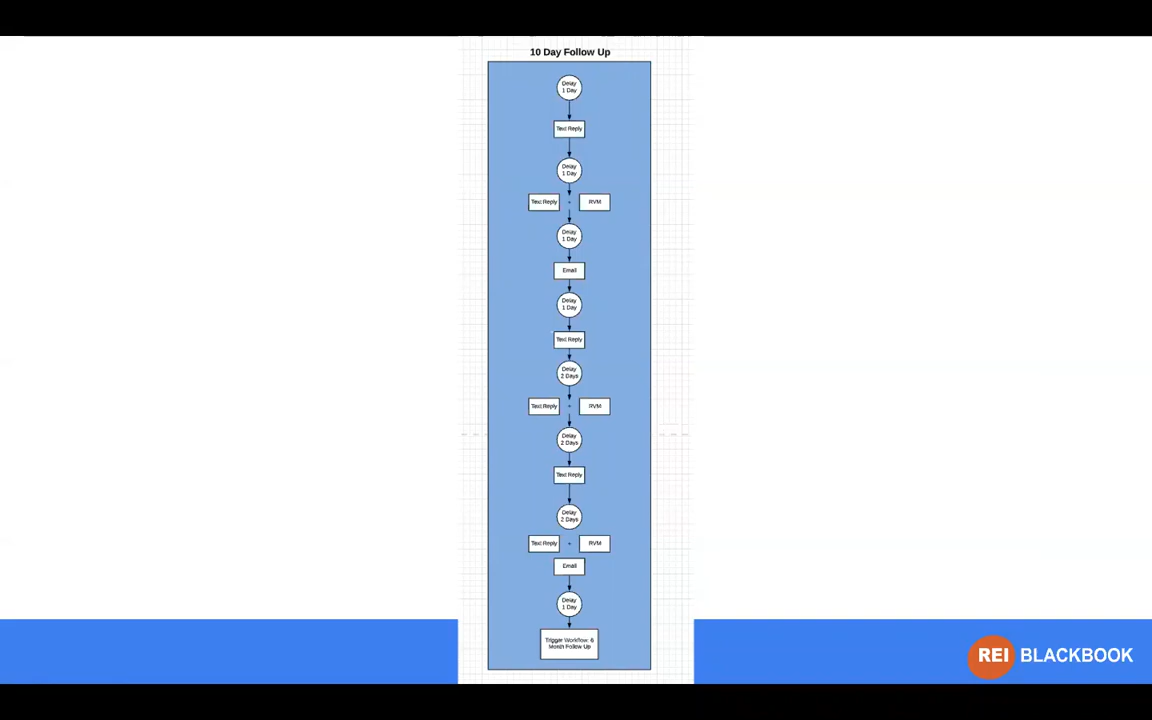 10 Day Follow Up
Delay
1 Day
Text Reply
Delay
1 Day
Text Reply + RVM
Delay
1 Day
Email
Delay
1 Day
Text Reply
Delay
2 Days
Text Reply + RVM
Delay
2 Days
Text Reply
Delay
2 Days
Text Reply + RVM
Email
Delay
1 Day
Trigger Workflow: 6
Month Follow Up
REI BLACKBOOK